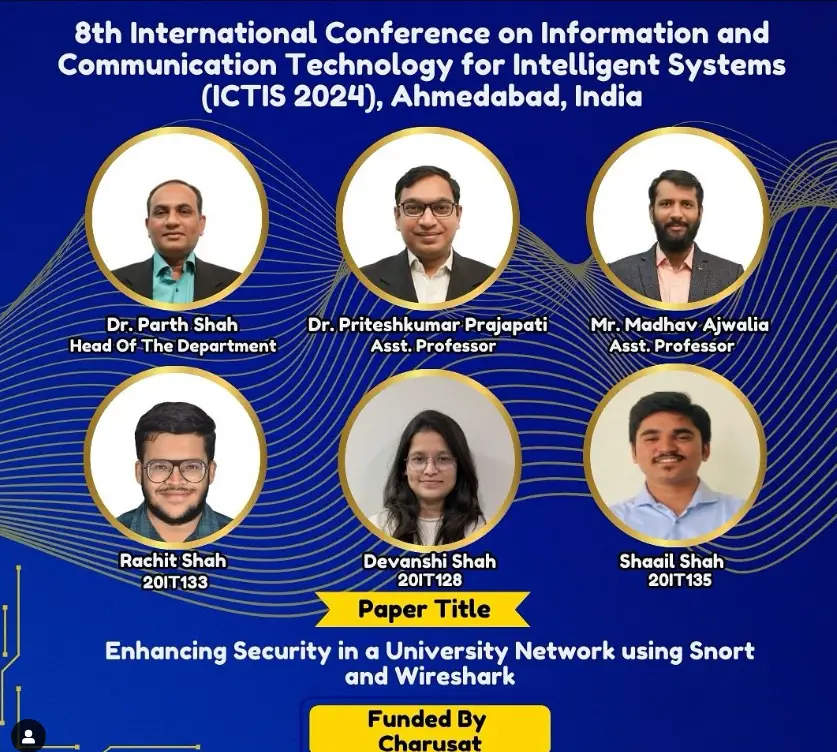 8th International Conference on Information and
Communication Technology for Intelligent Systems
(ICTIS 2024), Ahmedabad, India
Dr. Parth Shah
Head Of The Department
Dr. Priteshkumar Prajapati
Asst. Professor
Mr. Madhav Ajwalia
Asst. Professor
Rachit Shah
20IT133
Devanshi Shah
20IT128
Shaail Shah
20IT135
Paper Title
Enhancing Security in a University Network using Snort
and Wireshark
Funded By
Charusat